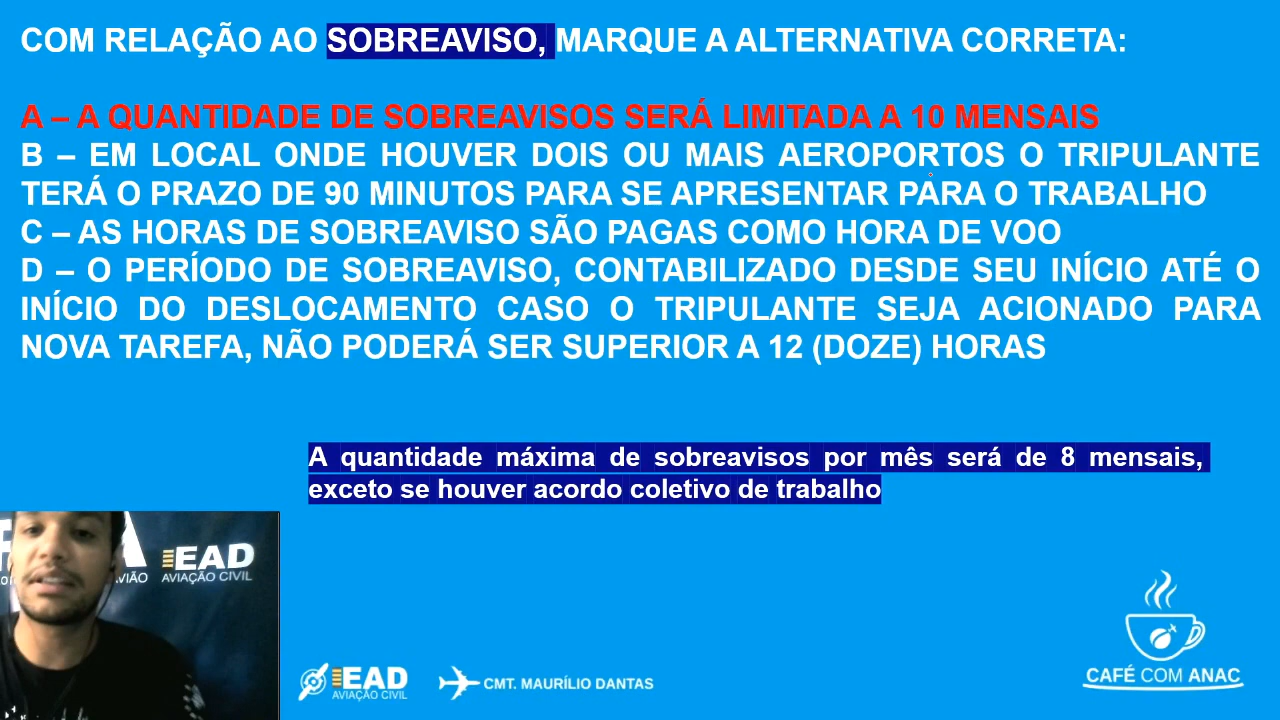 COM RELAÇÃO AO SOBREAVISO, MARQUE A ALTERNATIVA CORRETA:
A – A QUANTIDADE DE SOBREAVISOS SERÁ LIMITADA A 10 MENSAIS
B – EM LOCAL ONDE HOUVER DOIS OU MAIS AEROPORTOS O TRIPULANTE
TERÁ O PRAZO DE 90 MINUTOS PARA SE APRESENTAR PARA O TRABALHO
C – AS HORAS DE SOBREAVISO SÃO PAGAS COMO HORA DE VOO
D – O PERÍODO DE SOBREAVISO, CONTABILIZADO DESDE SEU INÍCIO ATÉ O
INÍCIO DO DESLOCAMENTO CASO O TRIPULANTE SEJA ACIONADO PARA
NOVA TAREFA, NÃO PODERÁ SER SUPERIOR A 12 (DOZE) HORAS
A quantidade máxima de sobreavisos por mês será de 8 mensais,
exceto se houver acordo coletivo de trabalho
EAD
AVIAÇÃO CIVIL
EAD
AVIAÇÃO CIVIL
CMT. MAURÍLIO DANTAS
CAFÉ COM ANAC